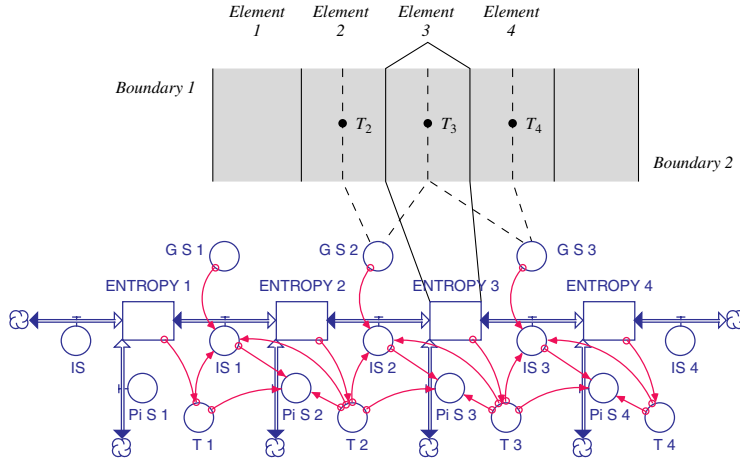 Element 1
Element 2
Element 3
Element 4
Boundary 1
T2
T3
T4
Boundary 2
G S 1
G S 2
G S 3
ENTROPY 1
ENTROPY 2
ENTROPY 3
ENTROPY 4
IS
IS 1
IS 2
IS 3
IS 4
Pi S 1
Pi S 2
Pi S 3
Pi S 4
T 1
T 2
T 3
T 4